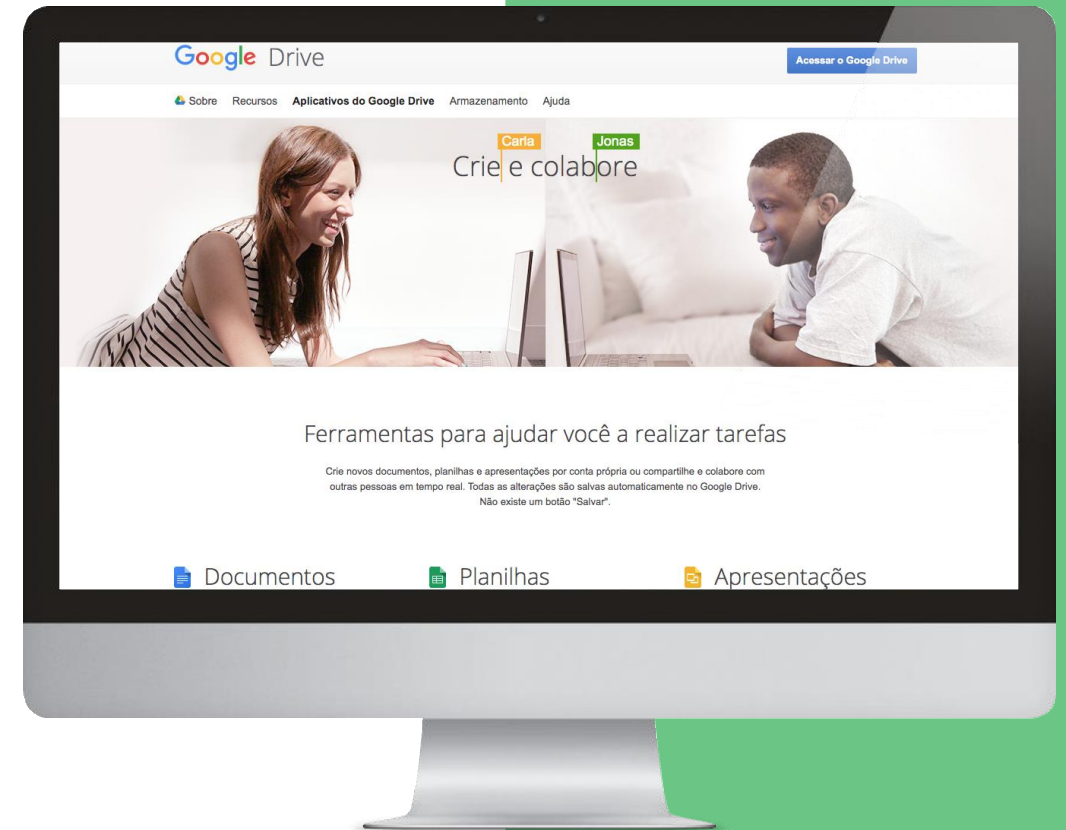 Google Drive
Acessar o Google Drive
Sobre Recursos Aplicativos do Google Drive Armazenamento Ajuda
Carla Jonas
Crie e colabore
Ferramentas para ajudar você a realizar tarefas
Crie novos documentos, planilhas e apresentações por conta própria ou compartilhe e colabore com
outras pessoas em tempo real. Todas as alterações são salvas automaticamente no Google Drive.
Não existe um botão "Salvar".
Documentos Planilhas Apresentações